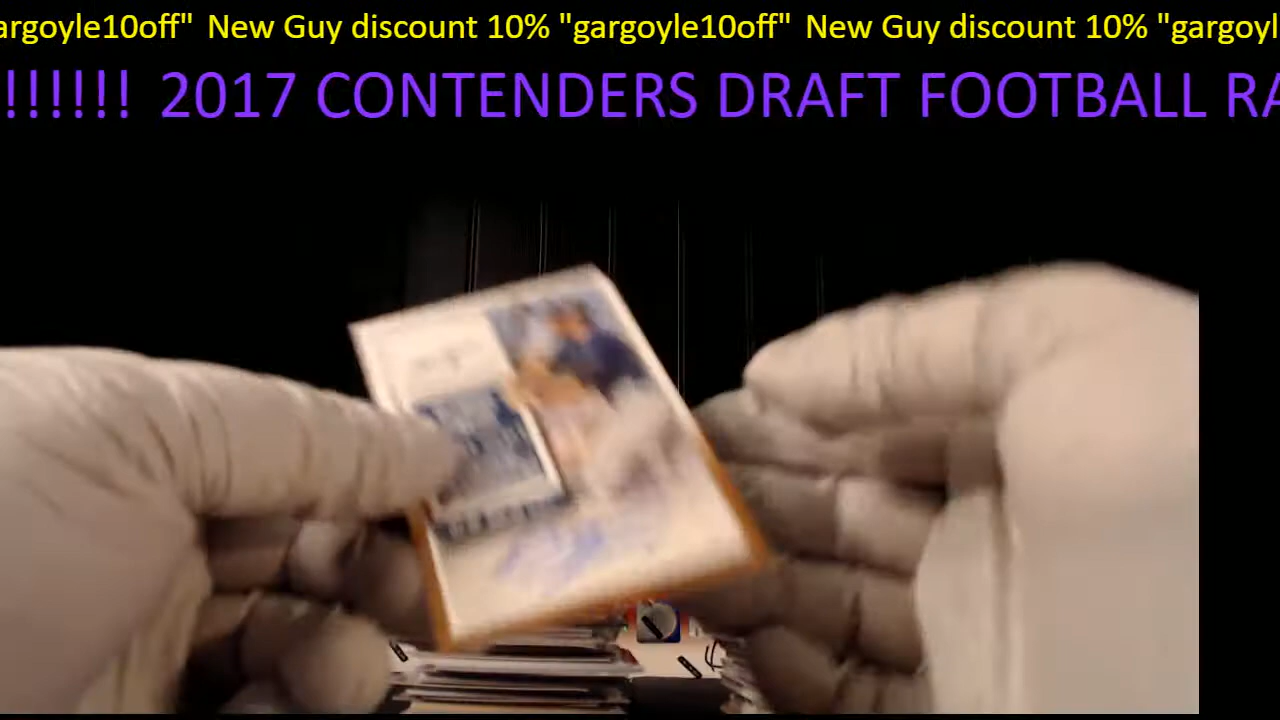 argoyle10off" New Guy discount 10% "gargoyle10off" New Guy discount 10% "gargoyl
!!!!!!! 2017 CONTENDERS DRAFT FOOTBALL RA